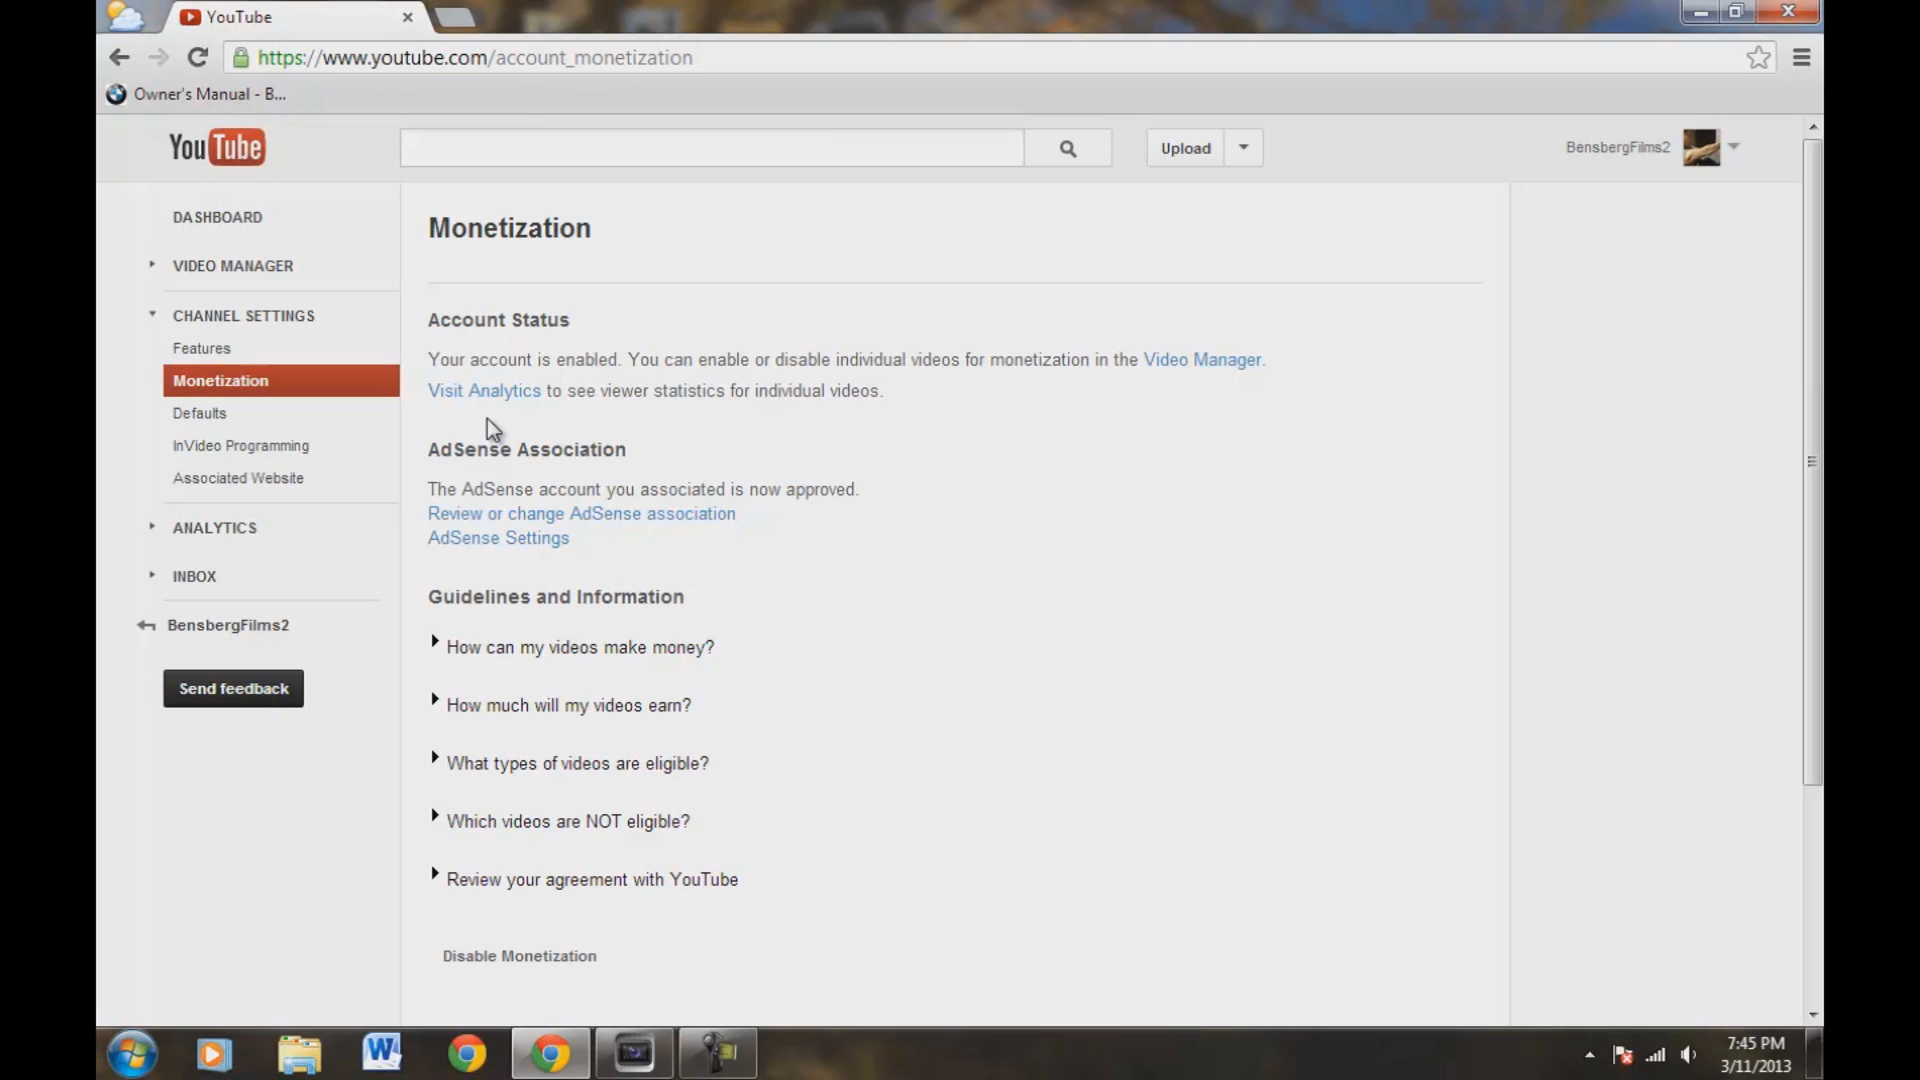 YouTube
https://www.youtube.com/account_monetization
Owner's Manual - B...
YouTube
Upload
BensbergFilms2
DASHBOARD
VIDEO MANAGER
CHANNEL SETTINGS
Features
Monetization
Defaults
InVideo Programming
Associated Website
ANALYTICS
INBOX
BensbergFilms2
Send feedback
Monetization
Account Status
Your account is enabled. You can enable or disable individual videos for monetization in the Video Manager.
Visit Analytics to see viewer statistics for individual videos.
AdSense Association
The AdSense account you associated is now approved.
Review or change AdSense association
AdSense Settings
Guidelines and Information
How can my videos make money?
How much will my videos earn?
What types of videos are eligible?
Which videos are NOT eligible?
Review your agreement with YouTube
Disable Monetization
7:45 PM
3/11/2013